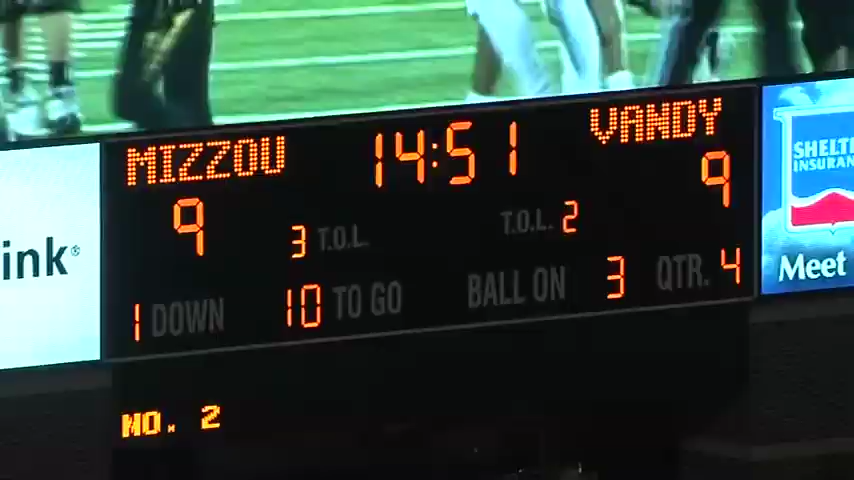 MIZZOU 14:51 VANDY
9 9
3 T.O.L. T.O.L. 2
1 DOWN 10 TO GO BALL ON 3 QTR. 4
NO. 2
ink®
SHELTE
INSURAN
Meet